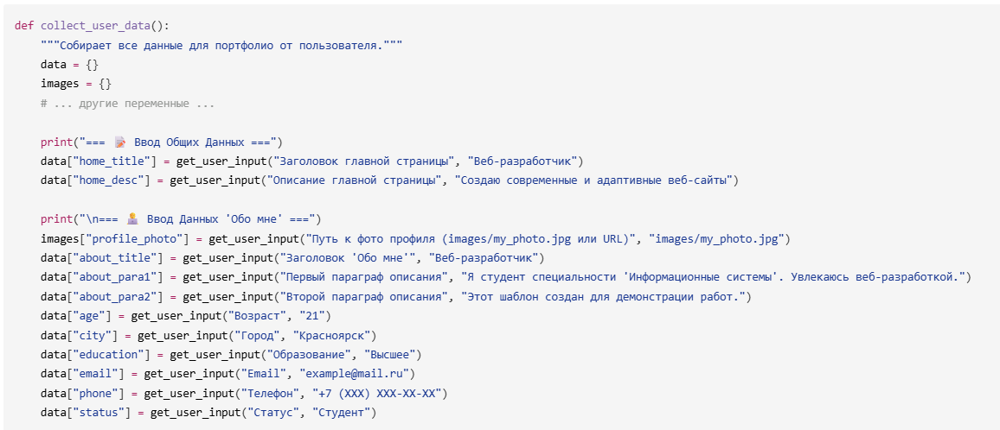 def collect_user_data():
    """Собирает все данные для портфолио от пользователя."""
    data = {}
    images = {}
    # ... другие переменные ...

    print("=== 📝 Ввод Общих Данных ===")
    data["home_title"] = get_user_input("Заголовок главной страницы", "Веб-разработчик")
    data["home_desc"] = get_user_input("Описание главной страницы", "Создаю современные и адаптивные веб-сайты")

    print("\n=== 💁 Ввод Данных 'Обо мне' ===")
    images["profile_photo"] = get_user_input("Путь к фото профиля (images/my_photo.jpg или URL)", "images/my_photo.jpg")
    data["about_title"] = get_user_input("Заголовок 'Обо мне'", "Веб-разработчик")
    data["about_para1"] = get_user_input("Первый параграф описания", "Я студент специальности 'Информационные системы'. Увлекаюсь веб-разработкой.")
    data["about_para2"] = get_user_input("Второй параграф описания", "Этот шаблон создан для демонстрации работ.")
    data["age"] = get_user_input("Возраст", "21")
    data["city"] = get_user_input("Город", "Красноярск")
    data["education"] = get_user_input("Образование", "Высшее")
    data["email"] = get_user_input("Email", "example@mail.ru")
    data["phone"] = get_user_input("Телефон", "+7 (XXX) XXX-XX-XX")
    data["status"] = get_user_input("Статус", "Студент")